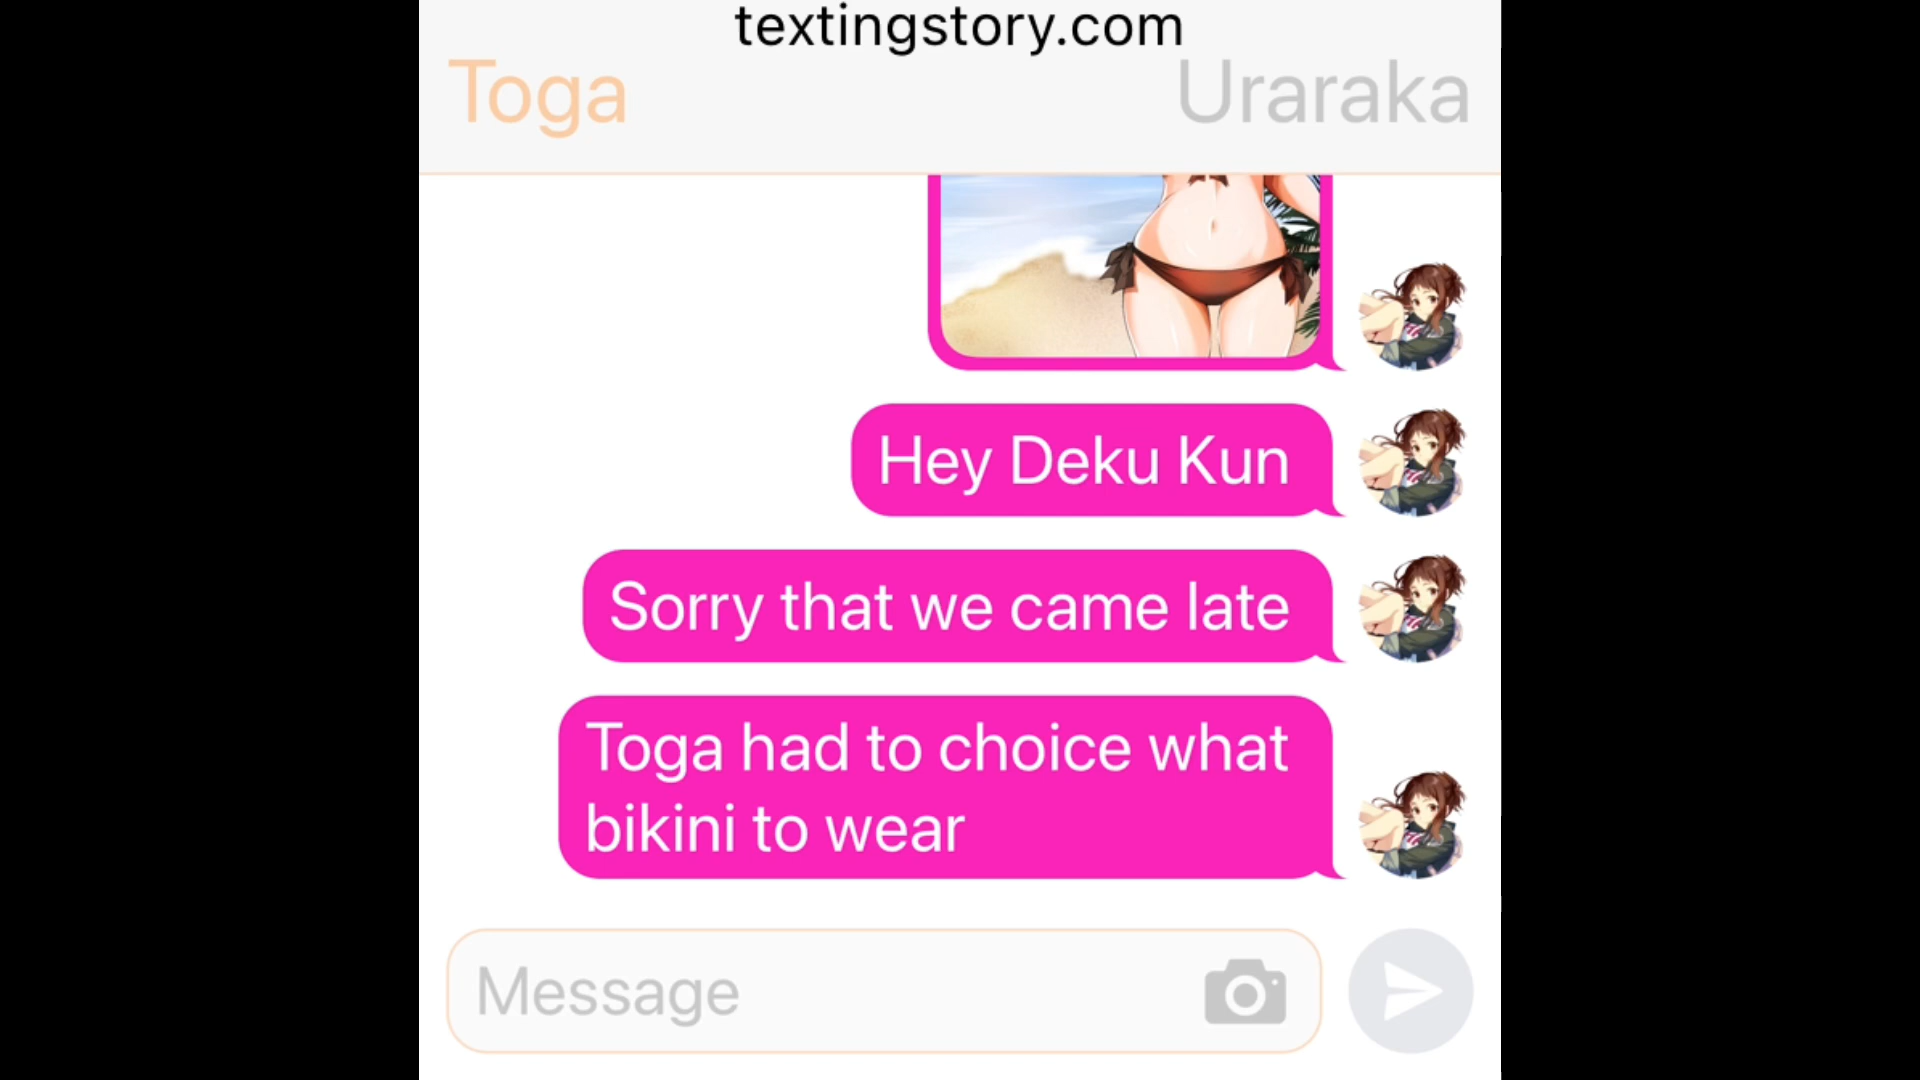 textingstory.com
Toga
Uraraka
Hey Deku Kun
Sorry that we came late
Toga had to choice what
bikini to wear
Message